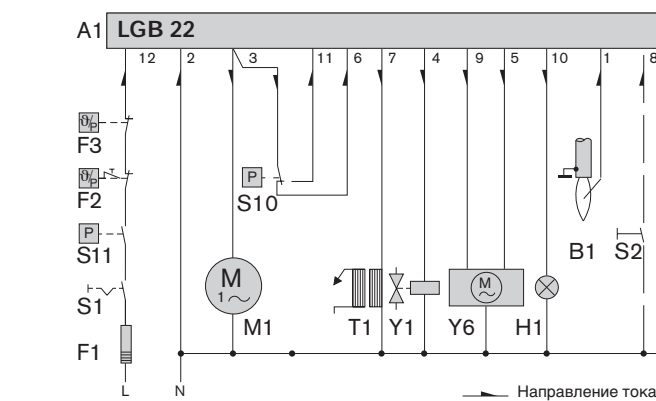 A1 LGB 22
12 2 3 11 6 7 4 9 5 10 1 8
ϑ/P
F3
ϑ/P
F2
P
S10
P
S11
B1
S2
S1
M
1~
M1
T1
Y1
M
~
Y6
H1
F1
L
N
Направление тока